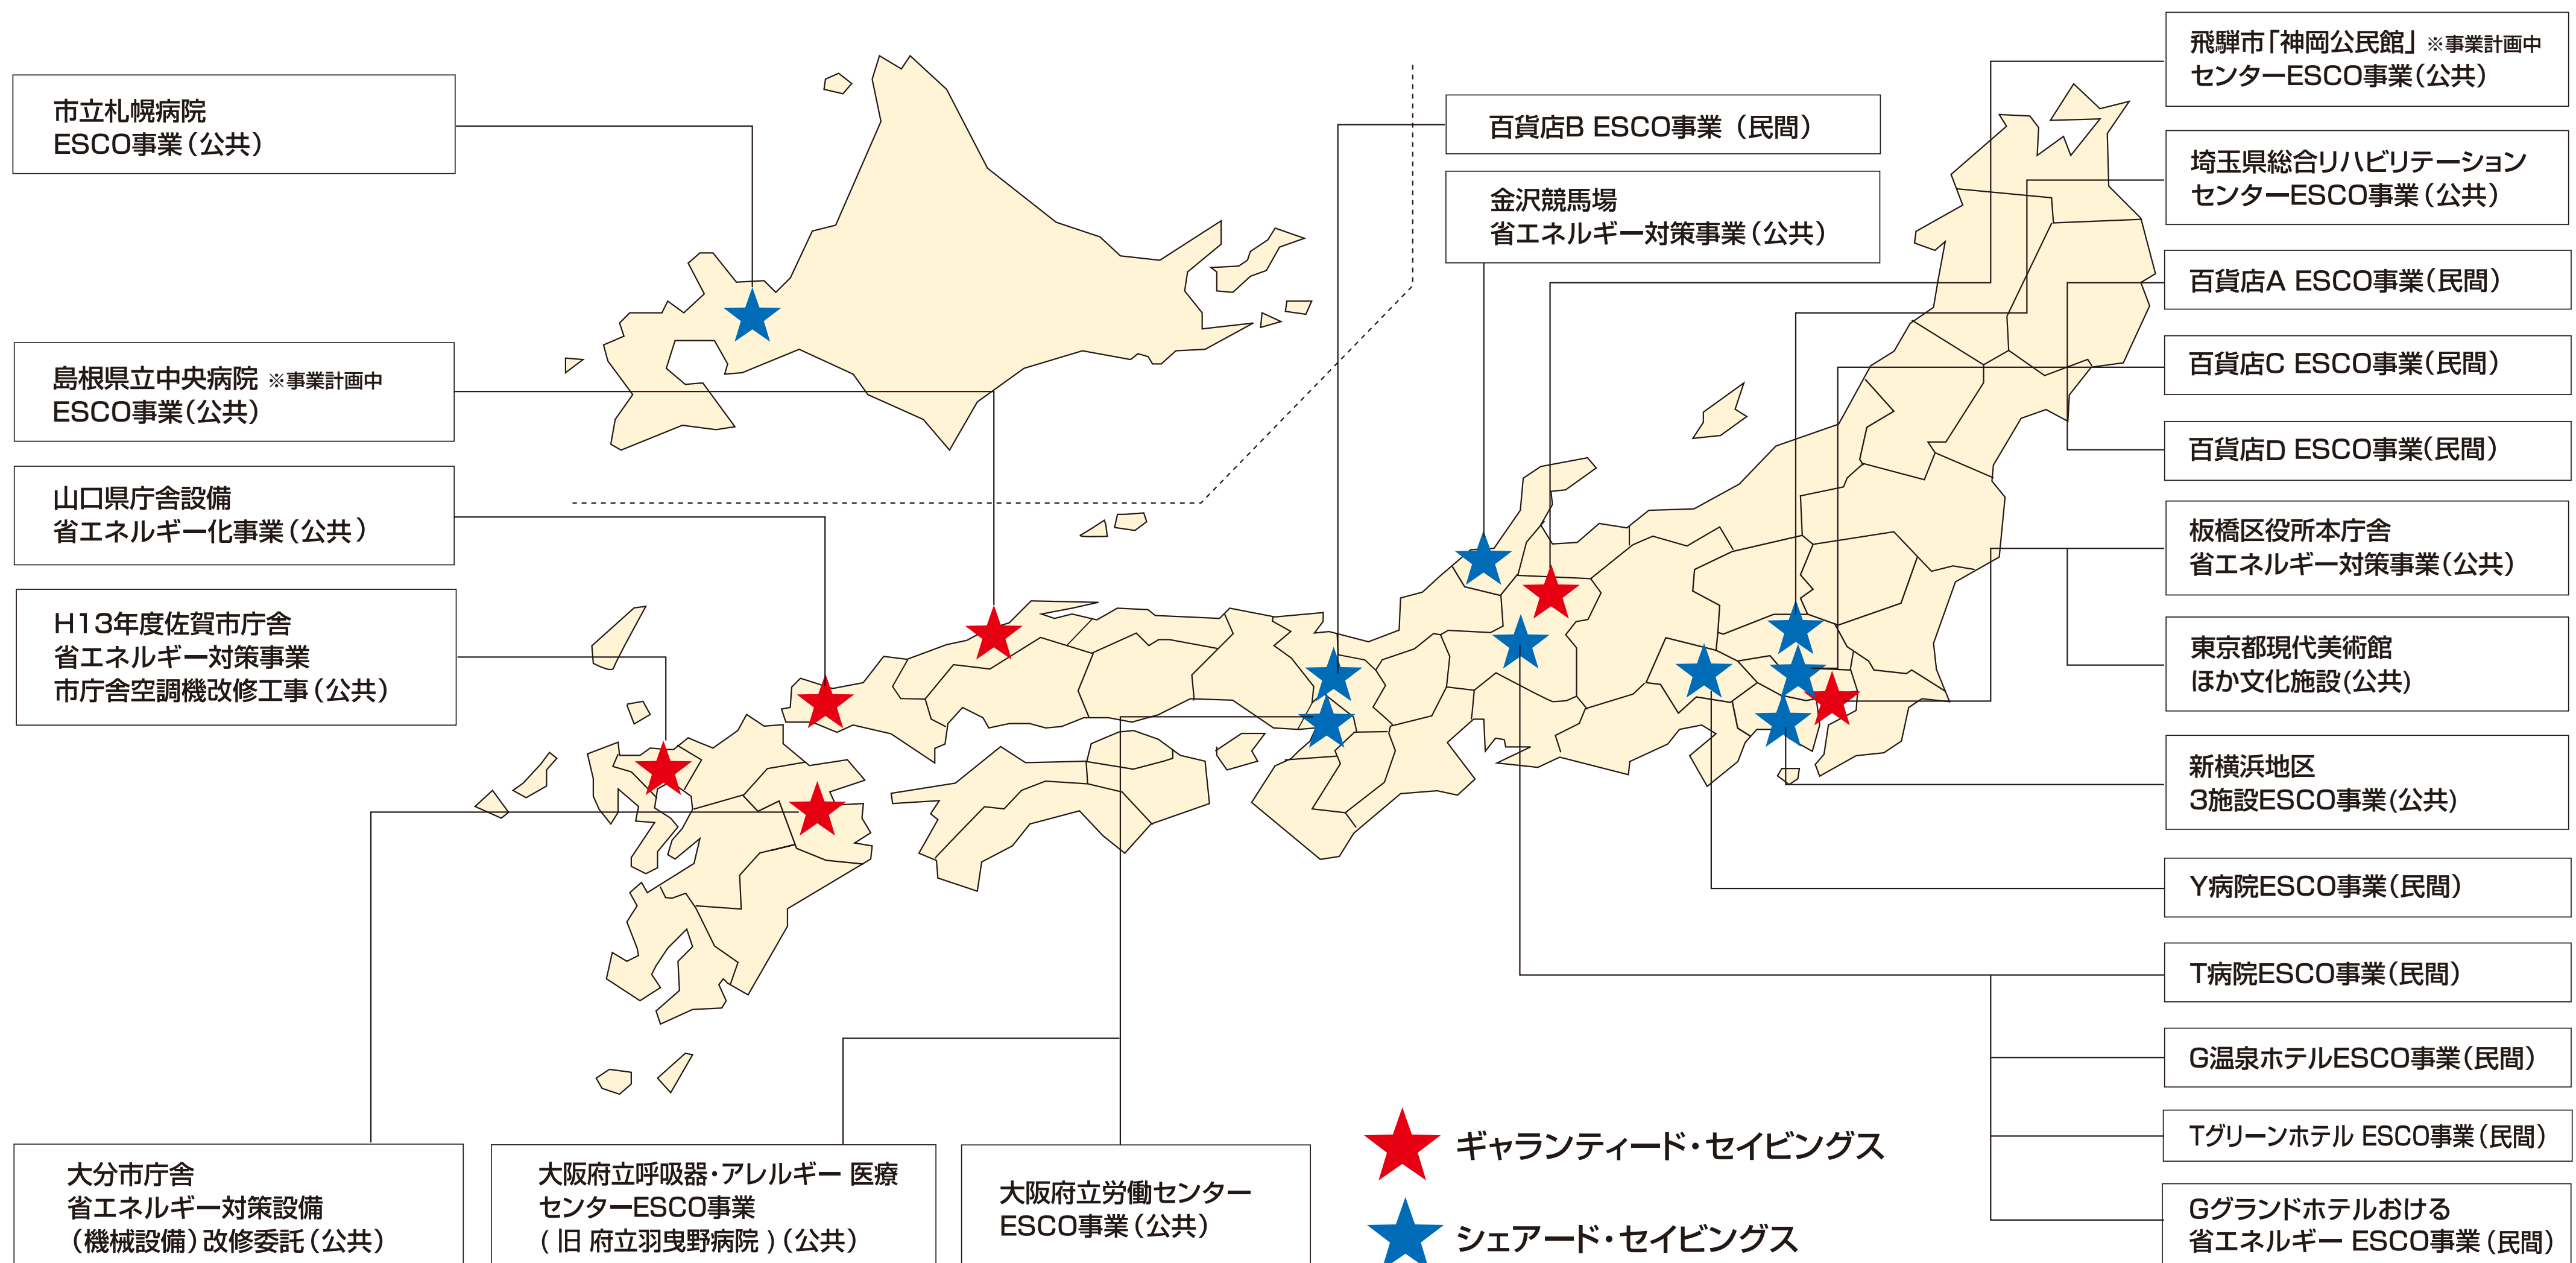 市立札幌病院
ESCO事業（公共）
島根県立中央病院 ※事業計画中
ESCO事業（公共）
山口県庁舎設備
省エネルギー化事業（公共）
H13年度佐賀市庁舎
省エネルギー対策事業
市庁舎空調機改修工事（公共）
大分市庁舎
省エネルギー対策設備
（機械設備）改修委託（公共）
大阪府立呼吸器・アレルギー 医療
センターESCO事業
( 旧 府立羽曳野病院 )（公共）
大阪府立労働センター
ESCO事業（公共）
百貨店B ESCO事業（民間）
金沢競馬場
省エネルギー対策事業（公共）
飛騨市「神岡公民館」 ※事業計画中
センターESCO事業（公共）
埼玉県総合リハビリテーション
センターESCO事業（公共）
百貨店A ESCO事業（民間）
百貨店C ESCO事業（民間）
百貨店D ESCO事業（民間）
板橋区役所本庁舎
省エネルギー対策事業（公共）
東京都現代美術館
ほか文化施設(公共)
新横浜地区
3施設ESCO事業(公共)
Y病院ESCO事業（民間）
T病院ESCO事業（民間）
G温泉ホテルESCO事業（民間）
Tグリーンホテル ESCO事業（民間）
Gグランドホテルおける
省エネルギー ESCO事業（民間）
ギャランティード・セイビングス
シェアード・セイビングス